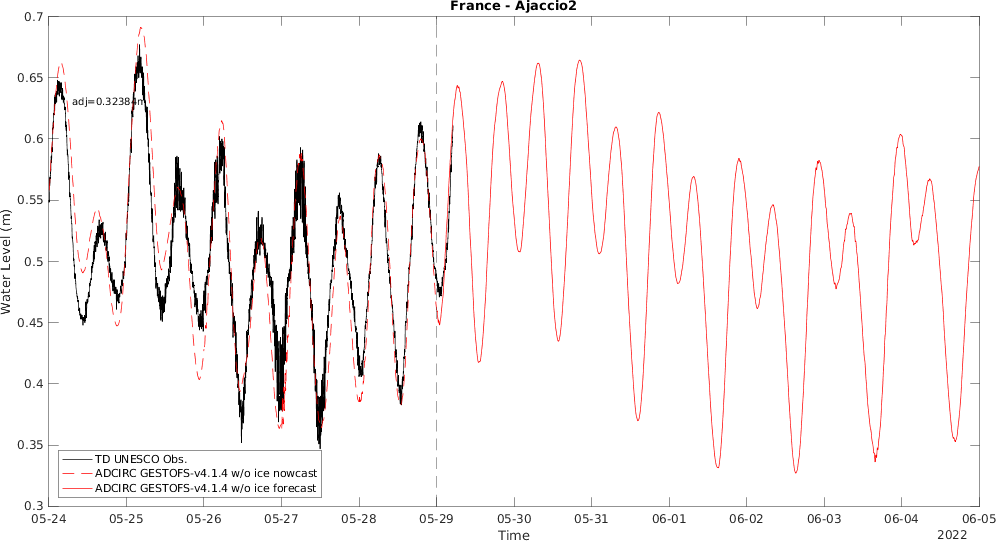 France - Ajaccio2
0.7
0.65
0.6
0.55
0.5
0.45
0.4
0.35
0.3
Water Level (m)
adj=0.32384m
TD UNESCO Obs.
ADCIRC GESTOFS-v4.1.4 w/o ice nowcast
ADCIRC GESTOFS-v4.1.4 w/o ice forecast
05-24 05-25 05-26 05-27 05-28 05-29 05-30 05-31 06-01 06-02 06-03 06-04 06-05
Time
2022